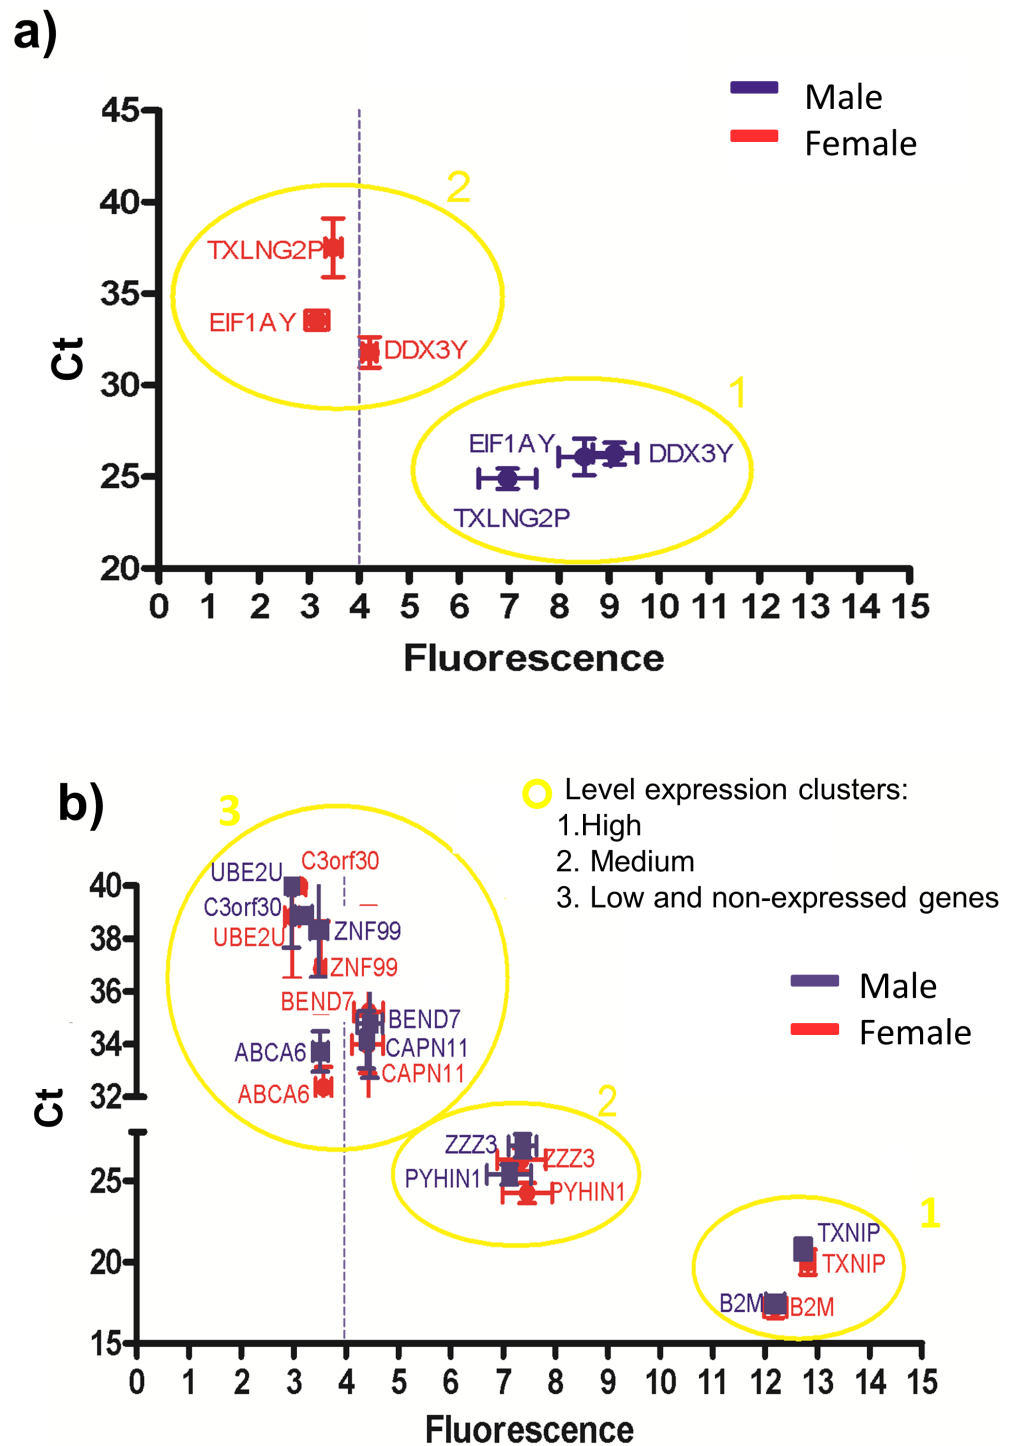 a)
Male
Female
45
40
35
30
25
20
Ct
2
TXLNG2P
EIF1AY
DDX3Y
1
EIF1AY
DDX3Y
TXLNG2P
0 1 2 3 4 5 6 7 8 9 10 11 12 13 14 15
Fluorescence
b)
Level expression clusters:
1.High
2. Medium
3. Low and non-expressed genes
Male
Female
3
40
38
36
34
32
25
20
15
Ct
UBE2U
C3orf30
C3orf30
UBE2U
ZNF99
ZNF99
BEND7
BEND7
ABCA6
CAPN11
CAPN11
ABCA6
2
ZZZ3
ZZZ3
PYHIN1
PYHIN1
1
TXNIP
TXNIP
B2M
B2M
0 1 2 3 4 5 6 7 8 9 10 11 12 13 14 15
Fluorescence